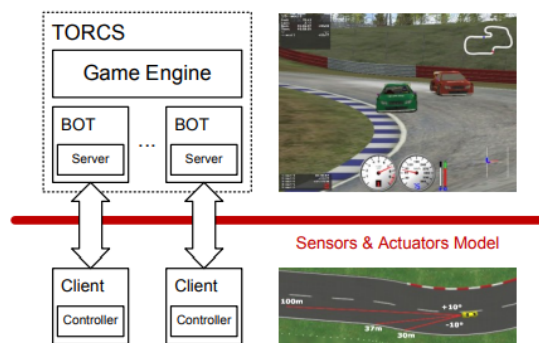 TORCS
Game Engine
BOT
BOT
...
Server
Server
Sensors & Actuators Model
Client
Client
Controller
Controller
100m
+10°
-10°
37m
30m